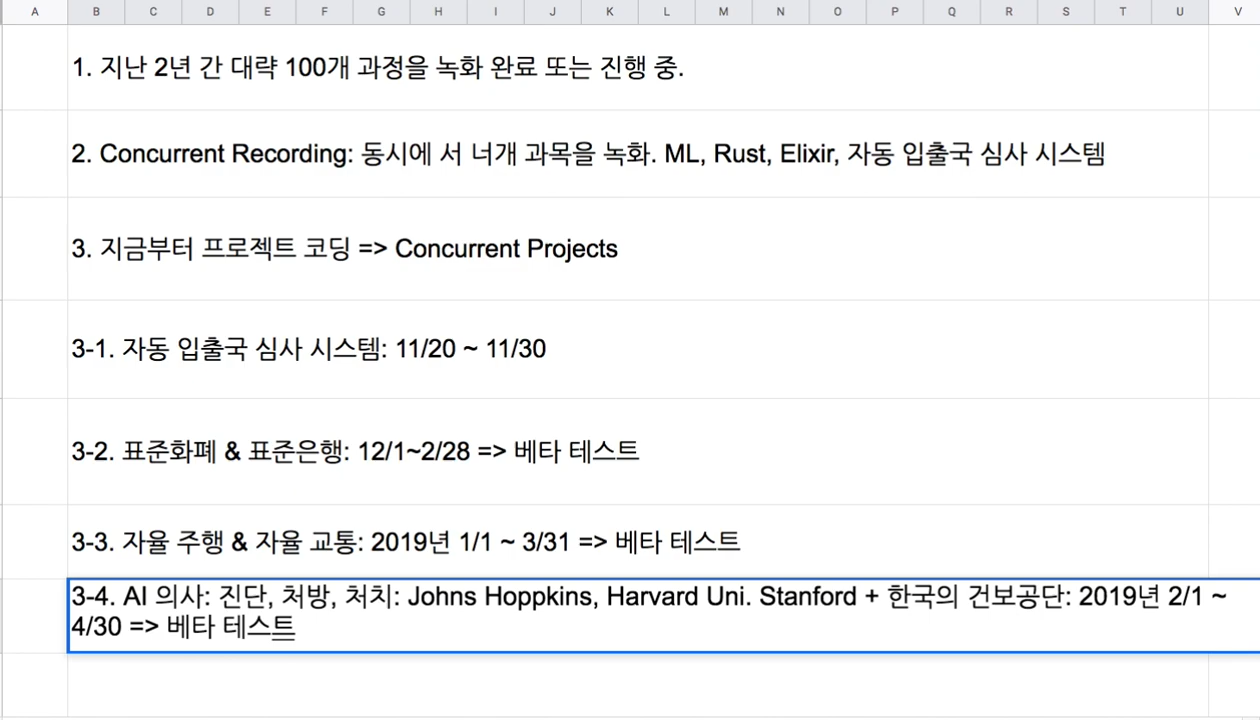 A B C D E F G H I J K L M N O P Q R S T U V
1. 지난 2년 간 대략 100개 과정을 녹화 완료 또는 진행 중.
2. Concurrent Recording: 동시에 서 너개 과목을 녹화. ML, Rust, Elixir, 자동 입출국 심사 시스템
3. 지금부터 프로젝트 코딩 => Concurrent Projects
3-1. 자동 입출국 심사 시스템: 11/20 ~ 11/30
3-2. 표준화폐 & 표준은행: 12/1~2/28 => 베타 테스트
3-3. 자율 주행 & 자율 교통: 2019년 1/1 ~ 3/31 => 베타 테스트
3-4. AI 의사: 진단, 처방, 처치: Johns Hoppkins, Harvard Uni. Stanford + 한국의 건보공단: 2019년 2/1 ~
4/30 => 베타 테스트